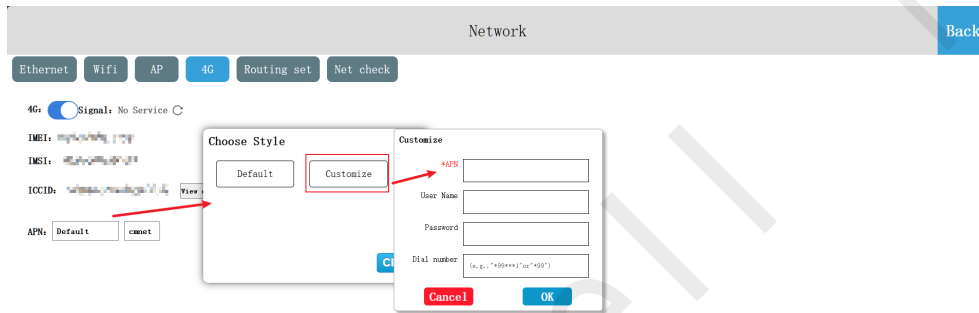 Network
Back
Ethernet Wifi AP 4G Routing set Net check
4G: Signal: No Service
IMEI:
IMSI:
ICCID: View
APN: Default cmnet
Choose Style
Default Customize
Customize
*APN
User Name
Password
Dial number (e.g.,"*99***1"or"*99")
Cancel OK